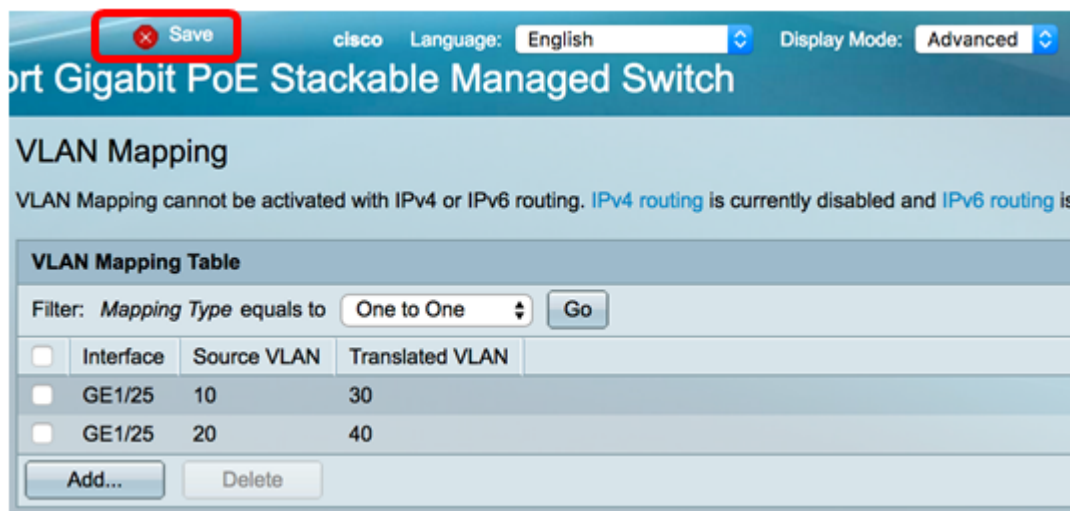 Save cisco Language: English Display Mode: Advanced
ort Gigabit PoE Stackable Managed Switch
VLAN Mapping
VLAN Mapping cannot be activated with IPv4 or IPv6 routing. IPv4 routing is currently disabled and IPv6 routing is
VLAN Mapping Table
Filter: Mapping Type equals to One to One Go
Interface Source VLAN Translated VLAN
GE1/25 10 30
GE1/25 20 40
Add... Delete